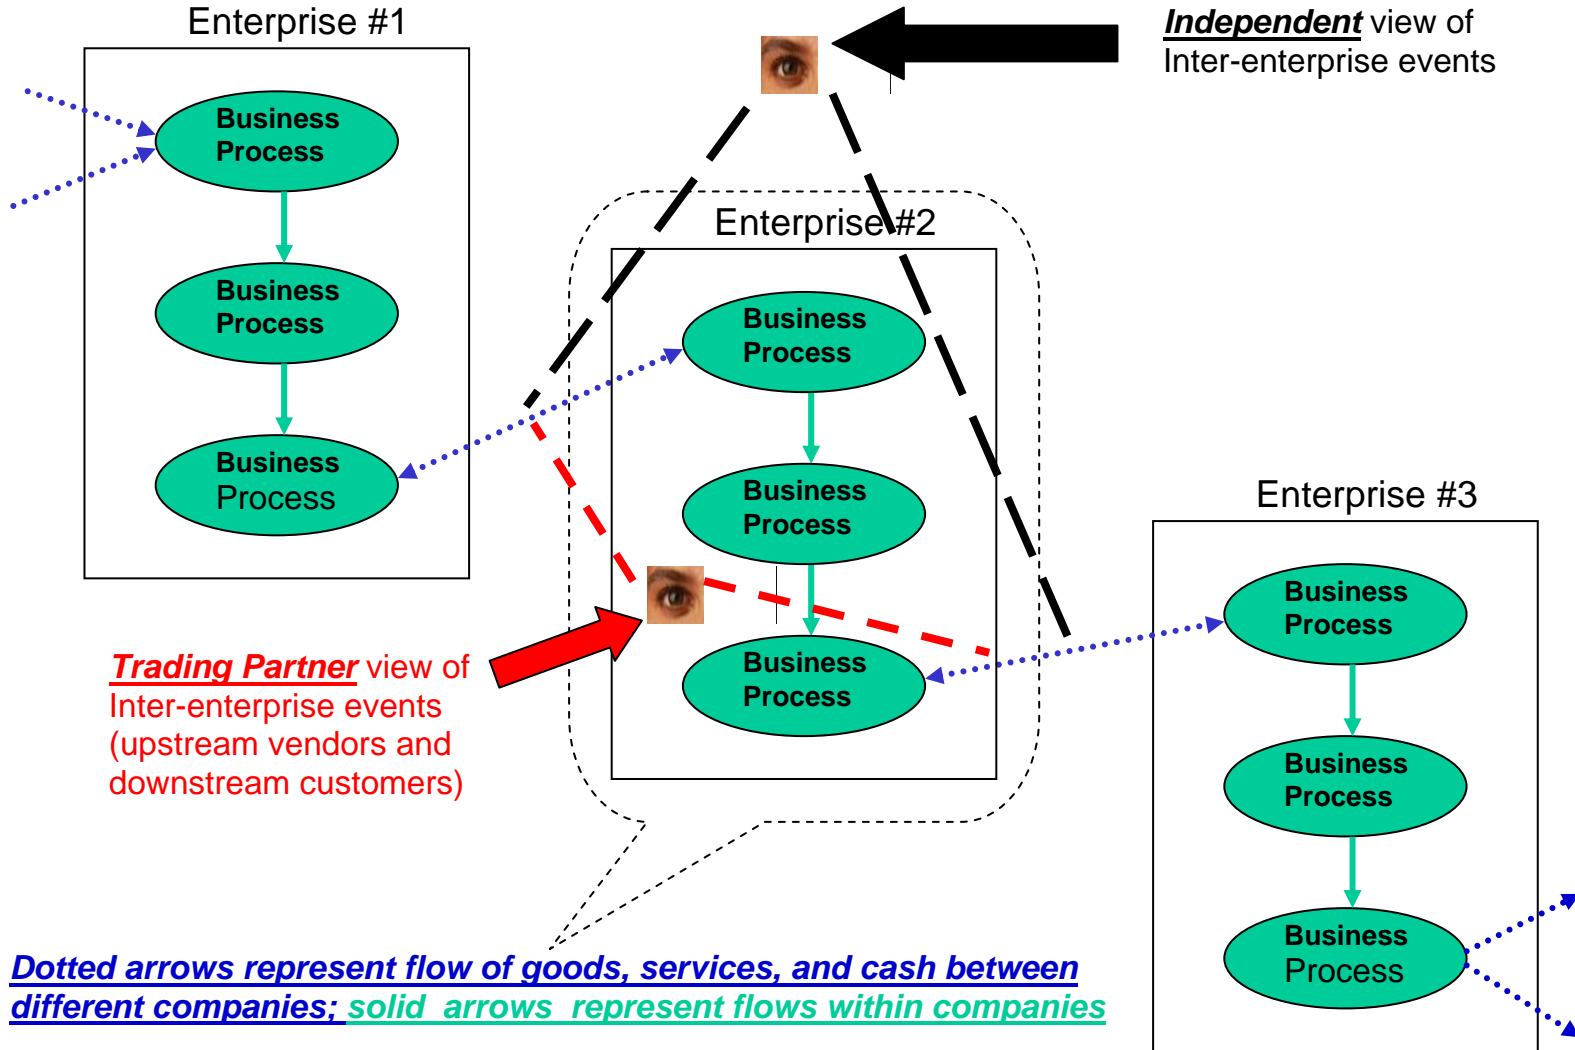 Enterprise #1
Business
Process
Business
Process
Business
Process
Independent view of
Inter-enterprise events
Enterprise #2
Business
Process
Business
Process
Business
Process
Trading Partner view of
Inter-enterprise events
(upstream vendors and
downstream customers)
Enterprise #3
Business
Process
Business
Process
Business
Process
Dotted arrows represent flow of goods, services, and cash between
different companies; solid arrows represent flows within companies